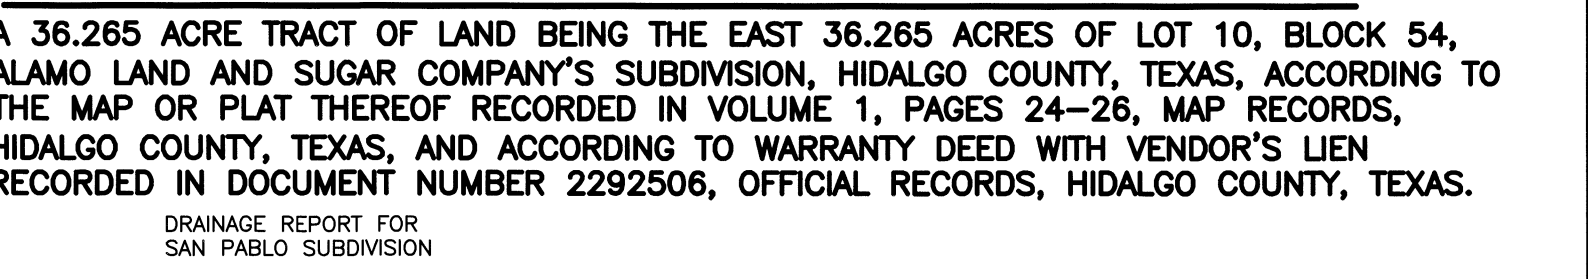 A 36.265 ACRE TRACT OF LAND BEING THE EAST 36.265 ACRES OF LOT 10, BLOCK 54,
ALAMO LAND AND SUGAR COMPANY'S SUBDIVISION, HIDALGO COUNTY, TEXAS, ACCORDING TO
THE MAP OR PLAT THEREOF RECORDED IN VOLUME 1, PAGES 24–26, MAP RECORDS,
HIDALGO COUNTY, TEXAS, AND ACCORDING TO WARRANTY DEED WITH VENDOR'S LIEN
RECORDED IN DOCUMENT NUMBER 2292506, OFFICIAL RECORDS, HIDALGO COUNTY, TEXAS.
DRAINAGE REPORT FOR
SAN PABLO SUBDIVISION